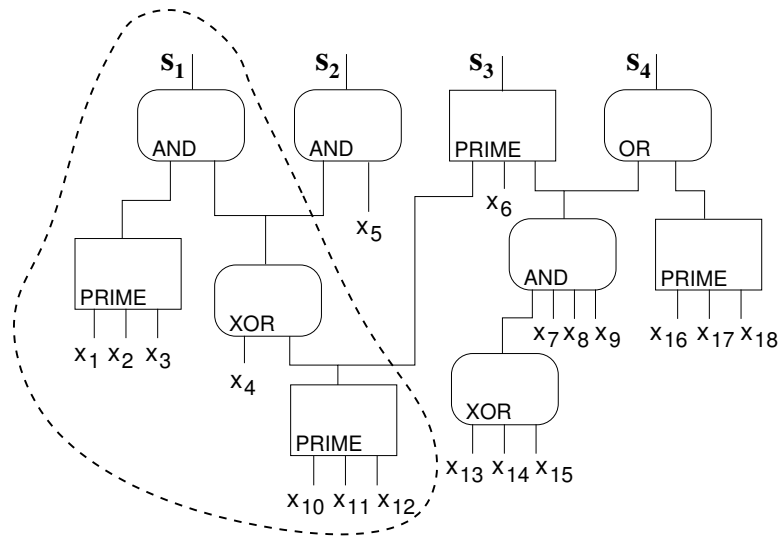 s₁ s₂ s₃ s₄
AND AND PRIME OR
x₆
x₅
PRIME AND PRIME
XOR x₇ x₈ x₉ x₁₆ x₁₇ x₁₈
x₁ x₂ x₃
x₄
XOR
PRIME
x₁₃ x₁₄ x₁₅
x₁₀ x₁₁ x₁₂